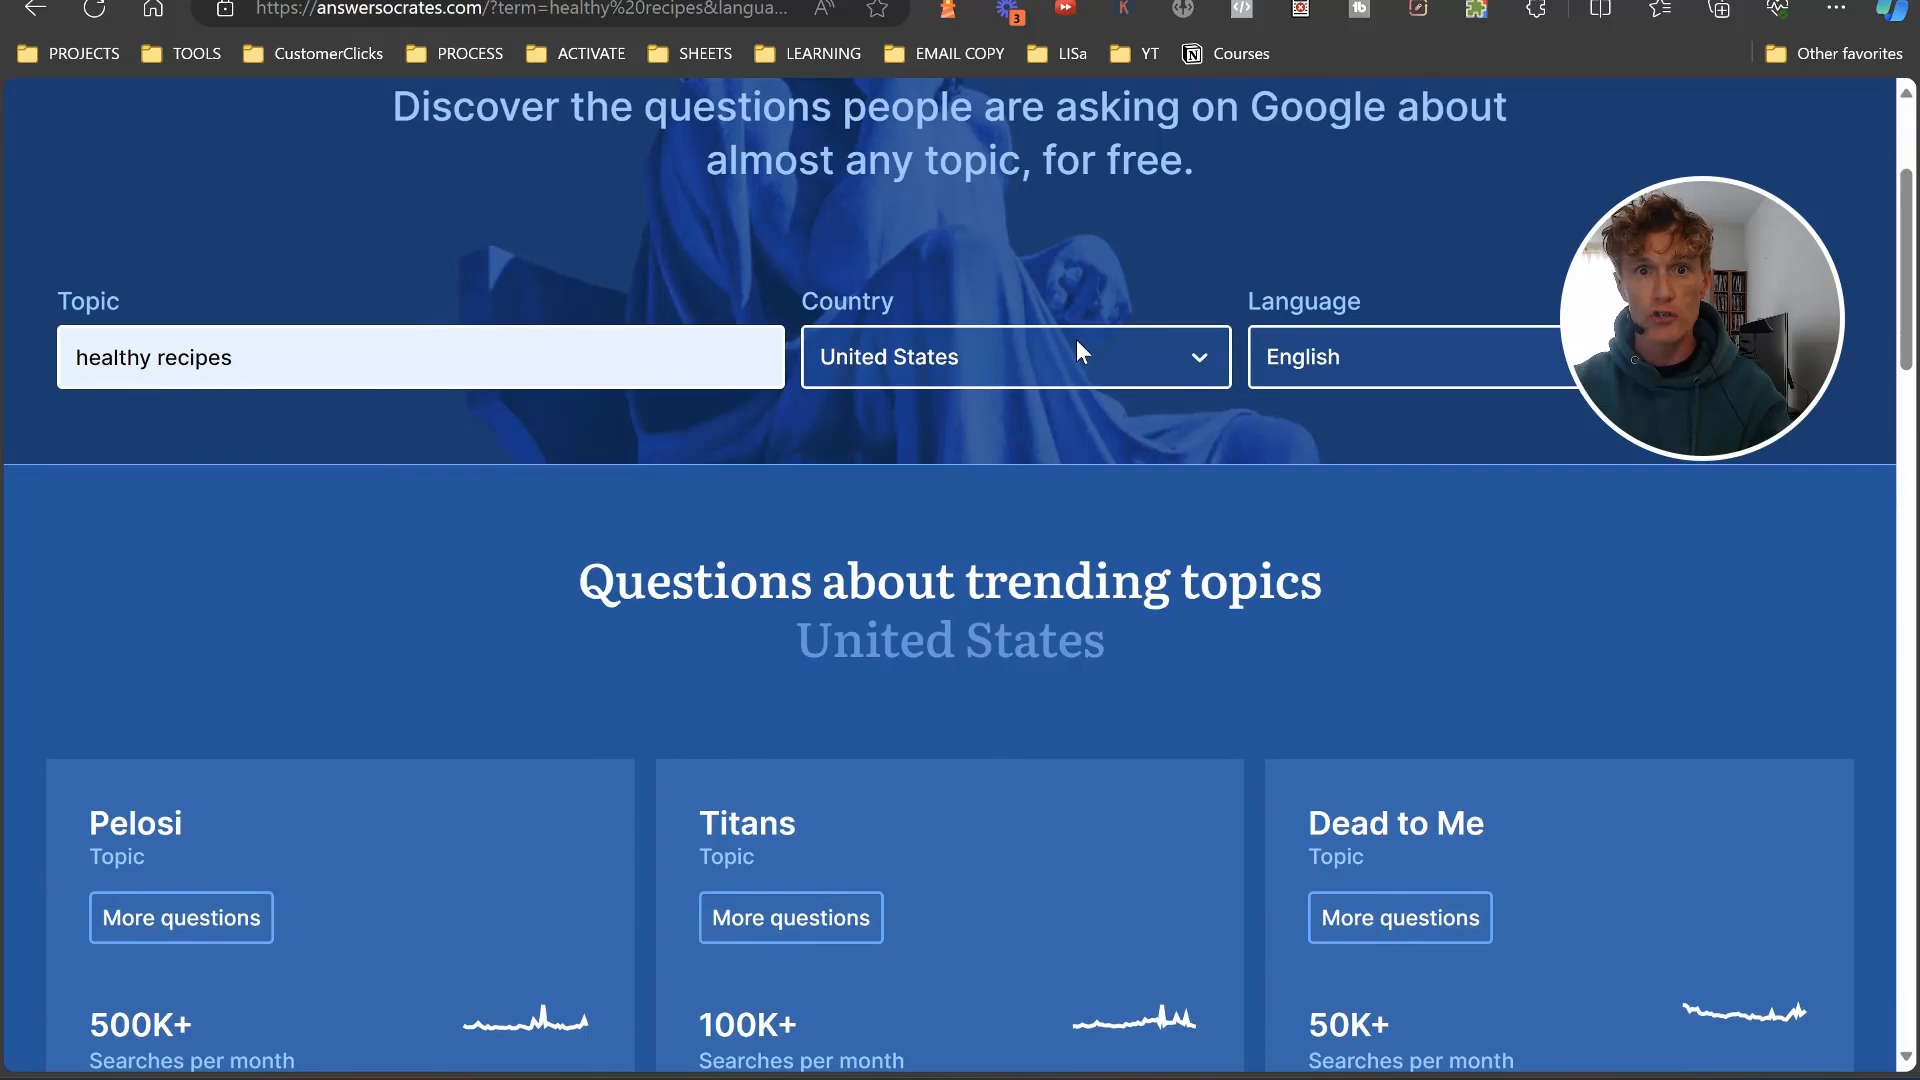 https://answersocrates.com/?term=healthy%20recipes&langua...
3
PROJECTS
TOOLS
CustomerClicks
PROCESS
ACTIVATE
SHEETS
LEARNING
EMAIL COPY
LISa
YT
Courses
Other favorites
Discover the questions people are asking on Google about
almost any topic, for free.
Topic
Country
Language
healthy recipes
United States
English
Questions about trending topics
United States
Pelosi
Topic
More questions
500K+
Searches per month
Titans
Topic
More questions
100K+
Searches per month
Dead to Me
Topic
More questions
50K+
Searches per month